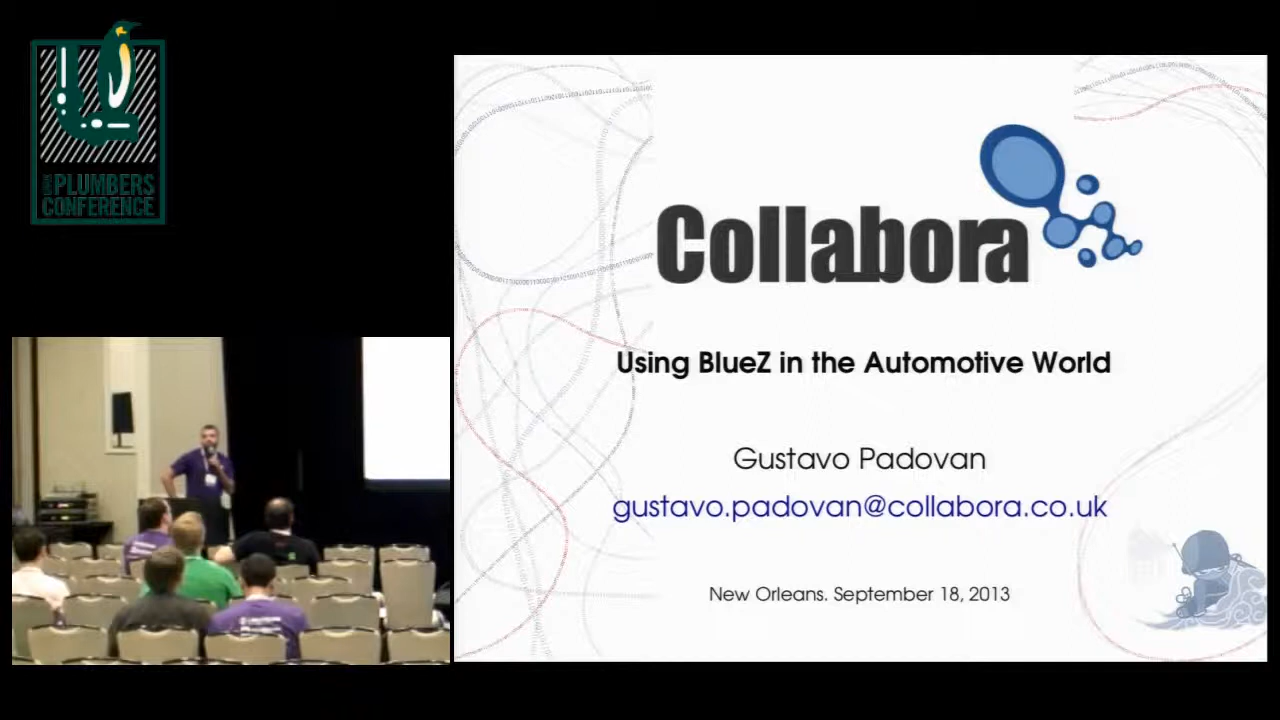 LINUX PLUMBERS
CONFERENCE
Collabora
Using BlueZ in the Automotive World
Gustavo Padovan
gustavo.padovan@collabora.co.uk
New Orleans. September 18, 2013